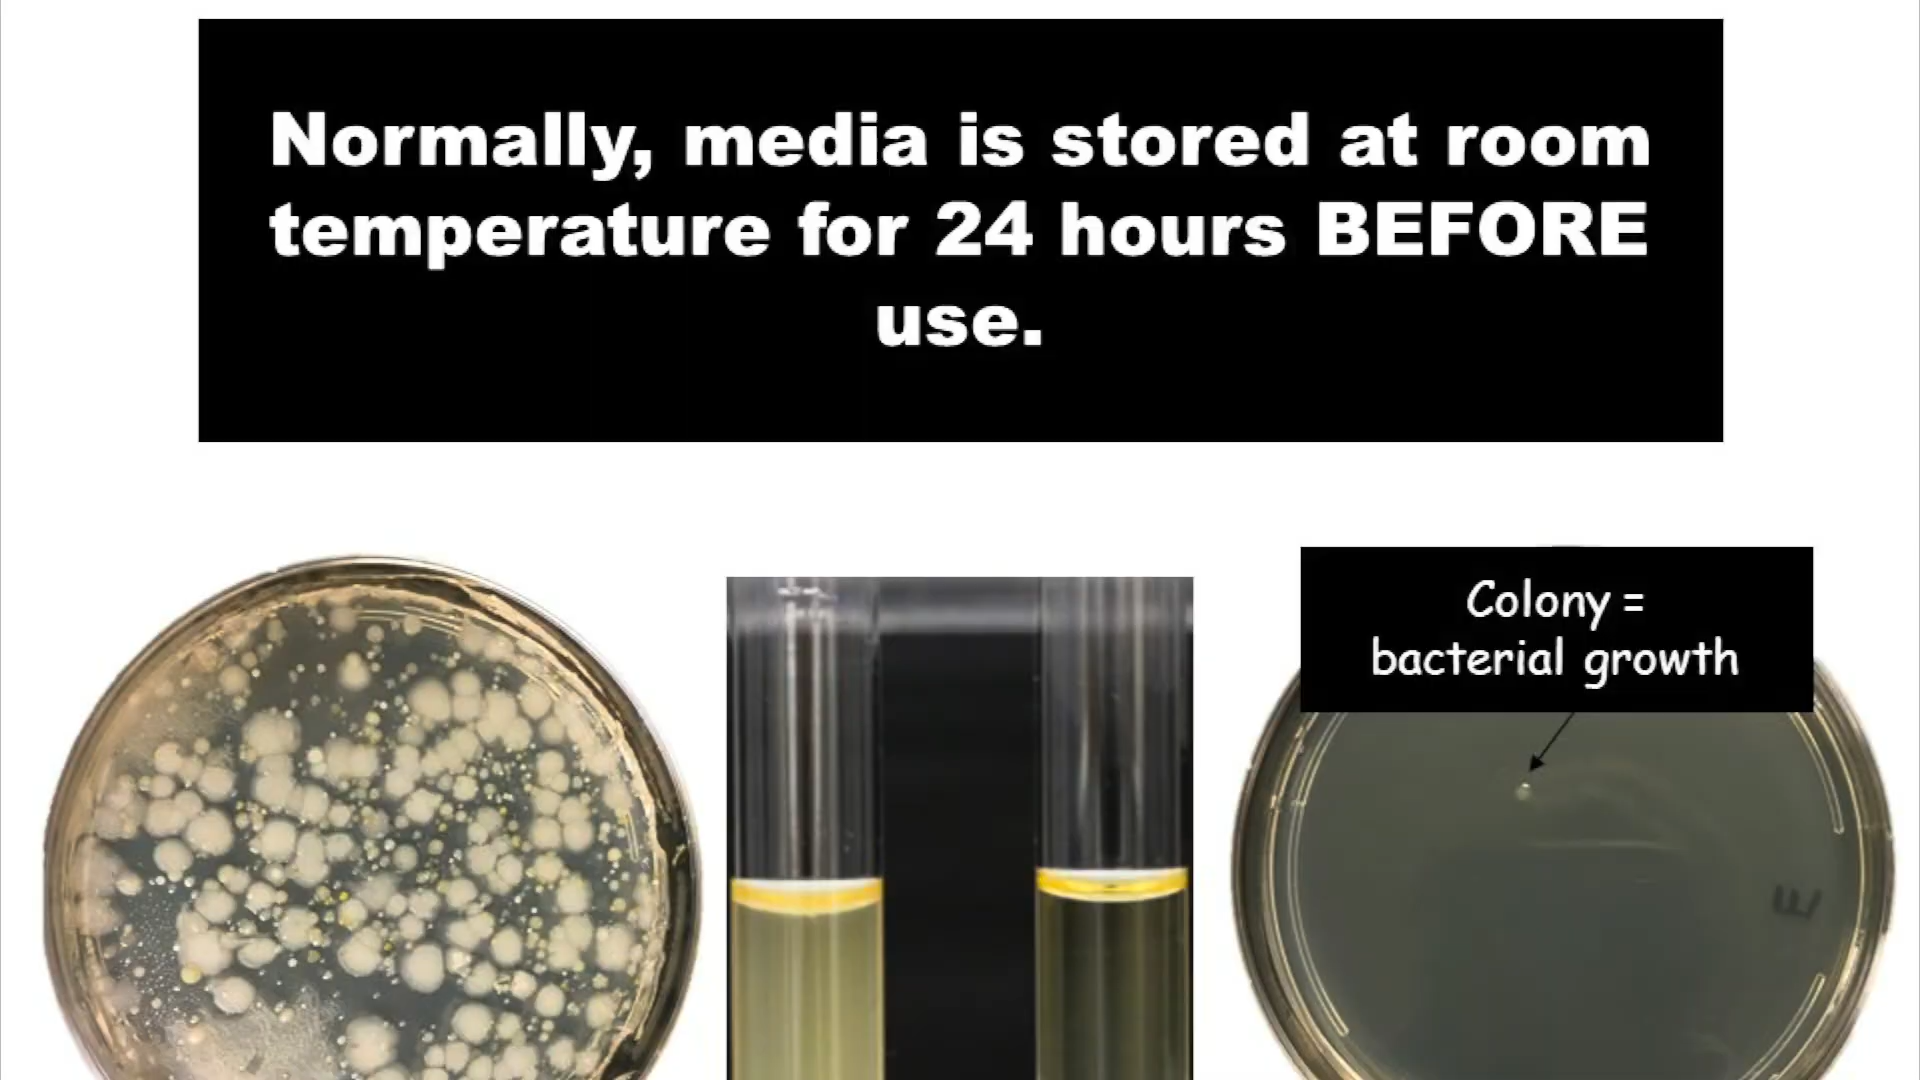 Normally, media is stored at room
temperature for 24 hours BEFORE
use.
Colony =
bacterial growth
E